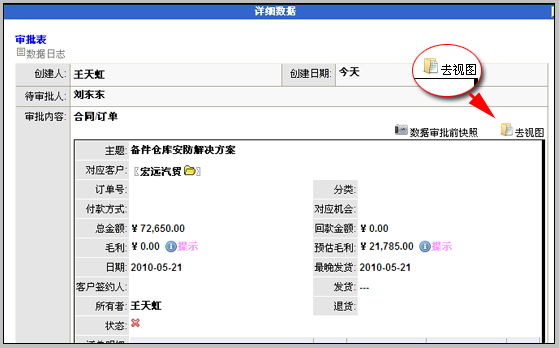 详细数据
审批表
数据日志
创建人: 王天虹 创建日期: 今天
去视图
待审批人: 刘东东
审批内容: 合同/订单
数据审批前快照 去视图
主题: 备件仓库安防解决方案
对应客户: 〖宏远汽贸〗
订单号: 分类:
付款方式: 对应机会:
总金额: ¥ 72,650.00 回款金额: ¥ 0.00
毛利: ¥ 0.00 提示 预估毛利: ¥ 21,785.00 提示
日期: 2010-05-21 最晚发货: 2010-05-21
客户签约人: 发货: ---
所有者: 王天虹 退货:
状态: